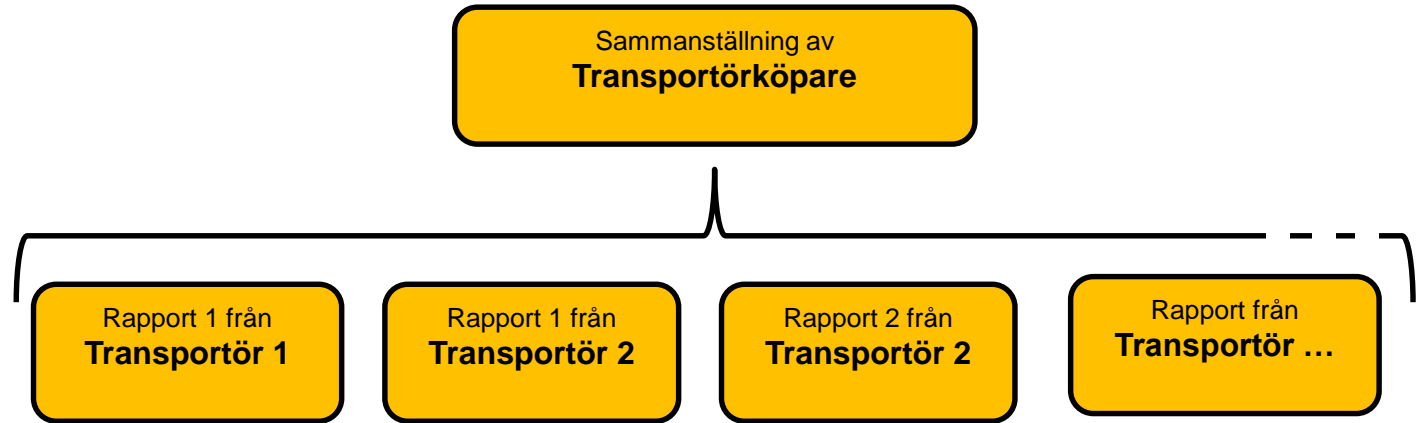 Sammanställning av
Transportörköpare
Rapport 1 från
Transportör 1
Rapport 1 från
Transportör 2
Rapport 2 från
Transportör 2
Rapport från
Transportör …